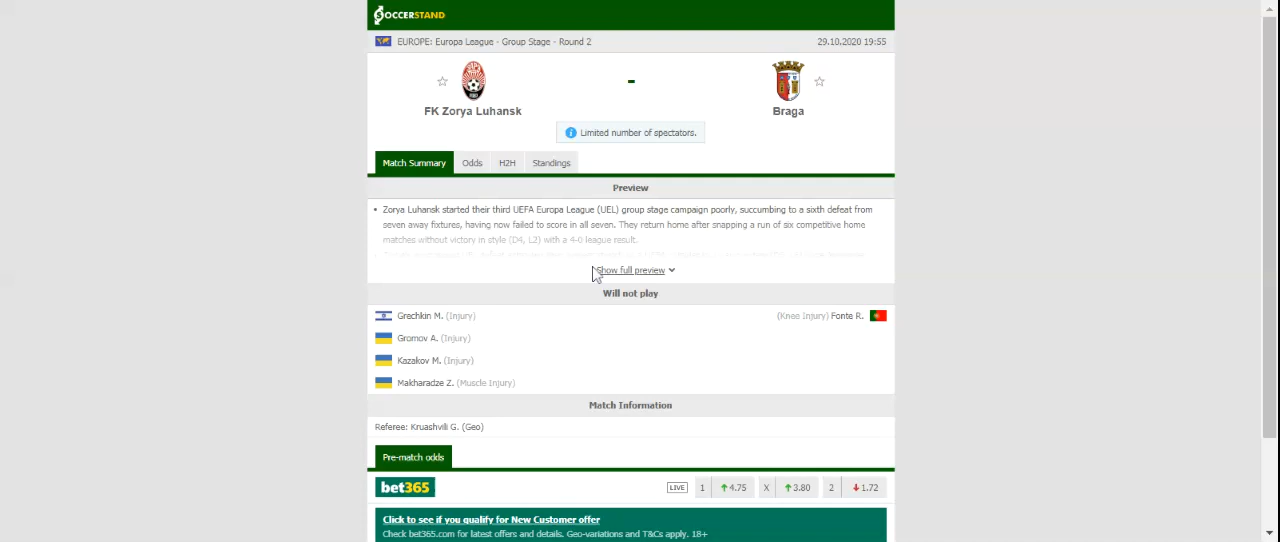 SOCCERSTAND
EUROPE: Europa League - Group Stage - Round 2 29.10.2020 19:55
-
FK Zorya Luhansk Braga
Limited number of spectators.
Match Summary Odds H2H Standings
Preview
• Zorya Luhansk started their third UEFA Europa League (UEL) group stage campaign poorly, succumbing to a sixth defeat from
seven away fixtures, having now failed to score in all seven. They return home after snapping a run of six competitive home
matches without victory in style (D4, L2) with a 4-0 league result.
Show full preview
Will not play
Grechkin M. (Injury) (Knee Injury) Fonte R.
Gromov A. (Injury)
Kazakov M. (Injury)
Makharadze Z. (Muscle Injury)
Match Information
Referee: Kruashvili G. (Geo)
Pre-match odds
bet365 LIVE 1 4.75 X 3.80 2 1.72
Click to see if you qualify for New Customer offer
Check bet365.com for latest offers and details. Geo-variations and T&Cs apply. 18+